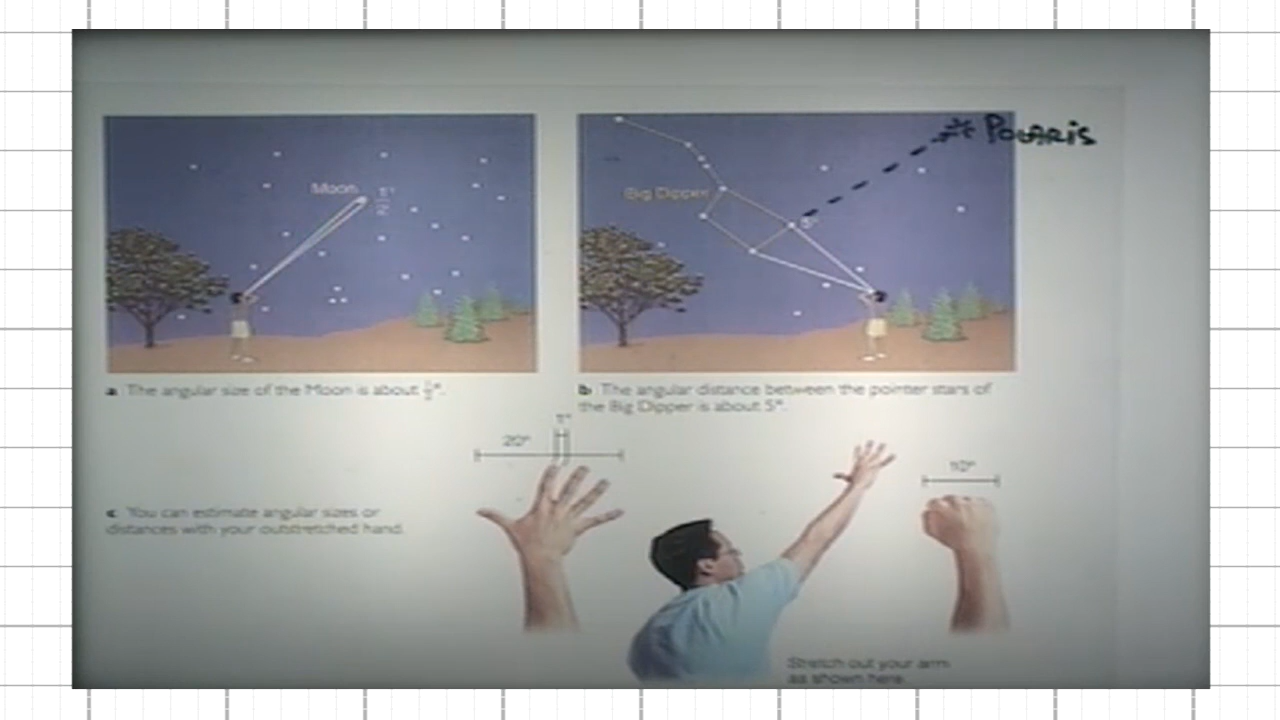 Moon
1°
2
a The angular size of the Moon is about ½°.
POLARIS
Big Dipper
5°
b The angular distance between the pointer stars of
the Big Dipper is about 5°.
c You can estimate angular sizes or
distances with your outstretched hand.
20°
1°
10°
Stretch out your arm
as shown here.